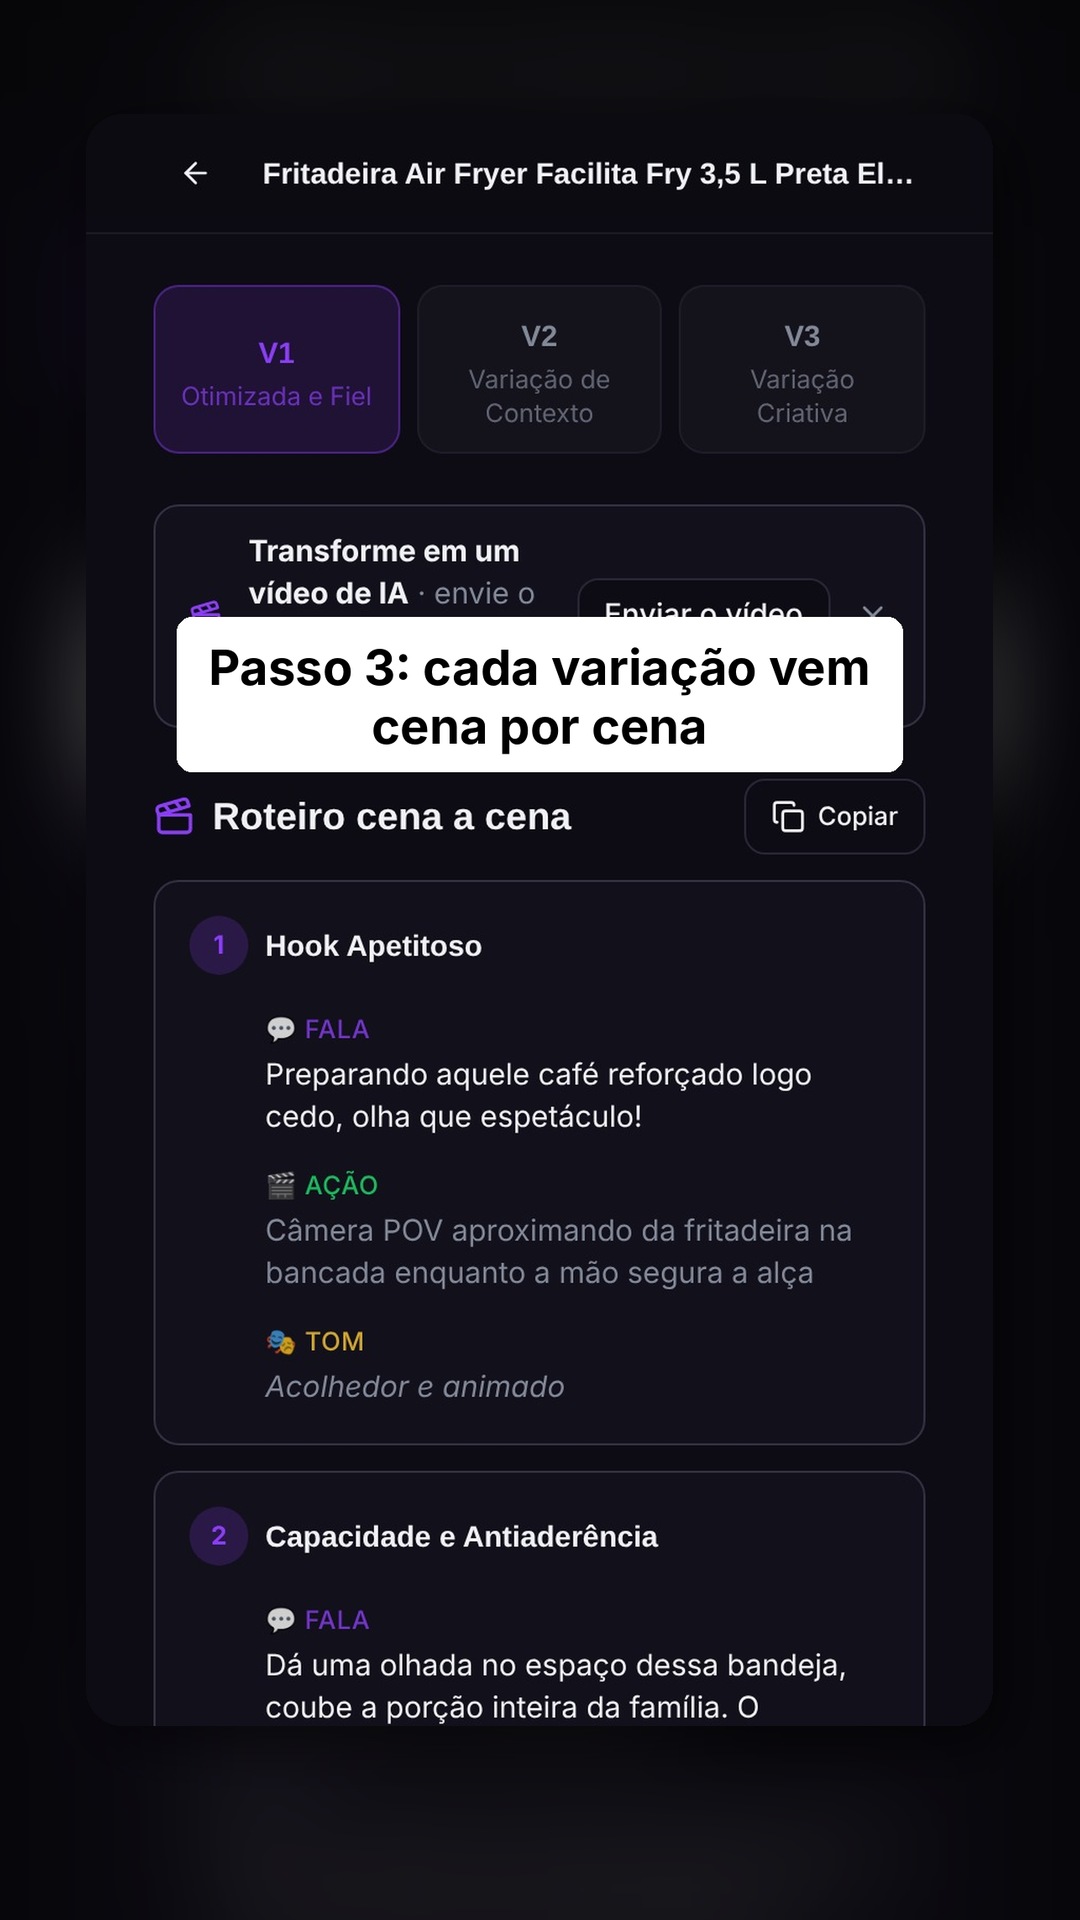 Fritadeira Air Fryer Facilita Fry 3,5 L Preta El...
V1
Otimizada e Fiel
V2
Variação de
Contexto
V3
Variação
Criativa
Transforme em um
vídeo de IA · envie o
Enviar o vídeo
Passo 3: cada variação vem
cena por cena
Roteiro cena a cena
Copiar
1
Hook Apetitoso
FALA
Preparando aquele café reforçado logo
cedo, olha que espetáculo!
AÇÃO
Câmera POV aproximando da fritadeira na
bancada enquanto a mão segura a alça
TOM
Acolhedor e animado
2
Capacidade e Antiaderência
FALA
Dá uma olhada no espaço dessa bandeja,
coube a porção inteira da família. O